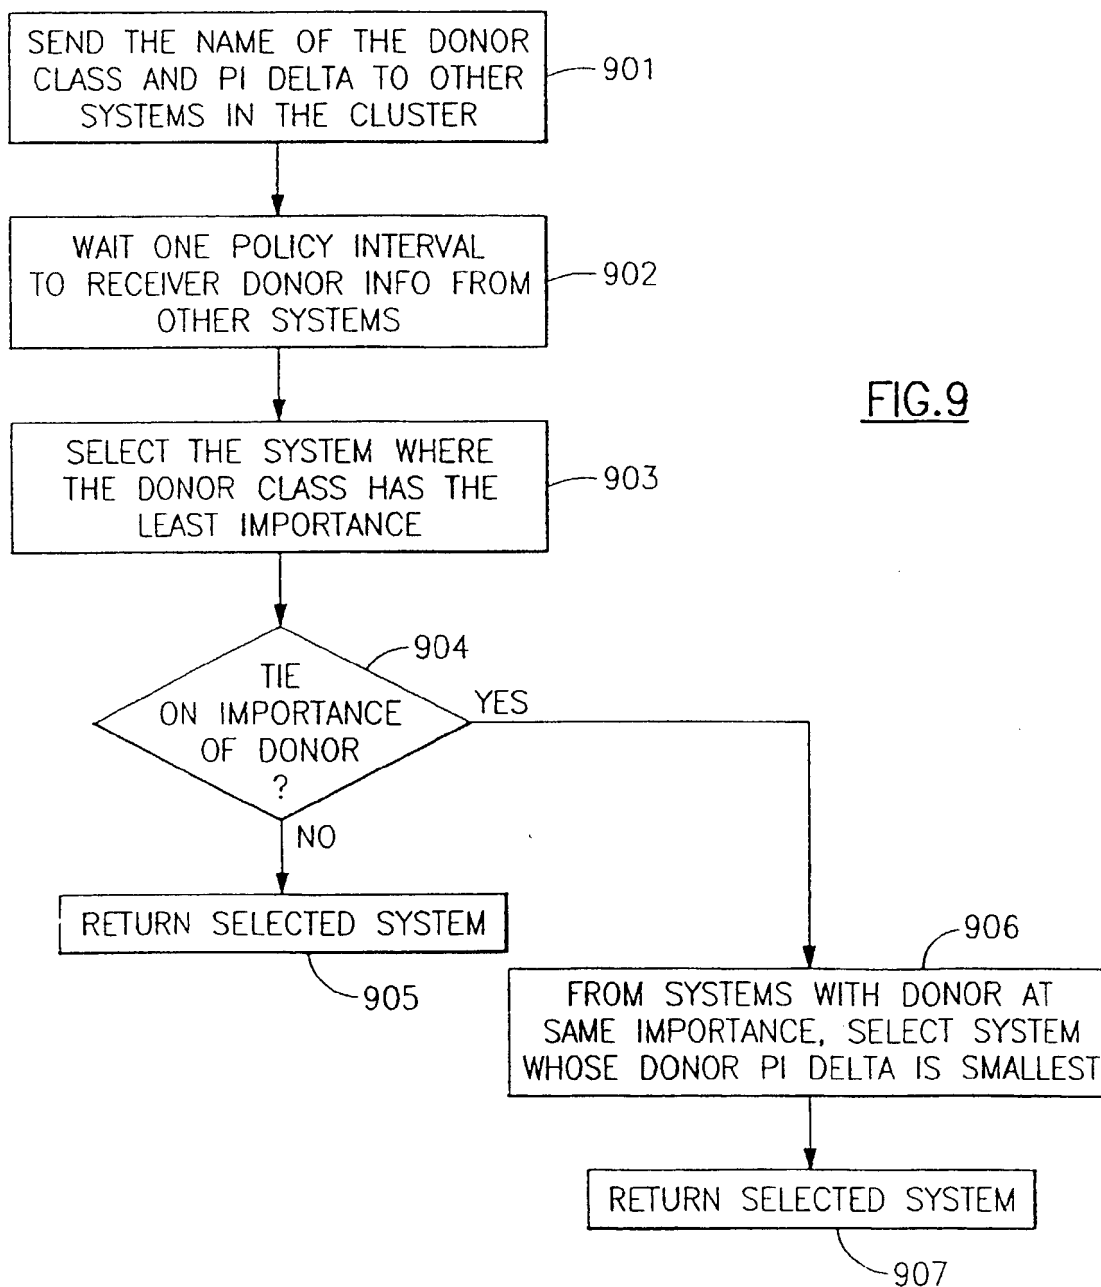 SEND THE NAME OF THE DONOR
CLASS AND PI DELTA TO OTHER
SYSTEMS IN THE CLUSTER
901
WAIT ONE POLICY INTERVAL
TO RECEIVER DONOR INFO FROM
OTHER SYSTEMS
902
FIG.9
SELECT THE SYSTEM WHERE
THE DONOR CLASS HAS THE
LEAST IMPORTANCE
903
904
TIE
ON IMPORTANCE
OF DONOR
?
YES
NO
RETURN SELECTED SYSTEM
905
906
FROM SYSTEMS WITH DONOR AT
SAME IMPORTANCE, SELECT SYSTEM
WHOSE DONOR PI DELTA IS SMALLEST
RETURN SELECTED SYSTEM
907